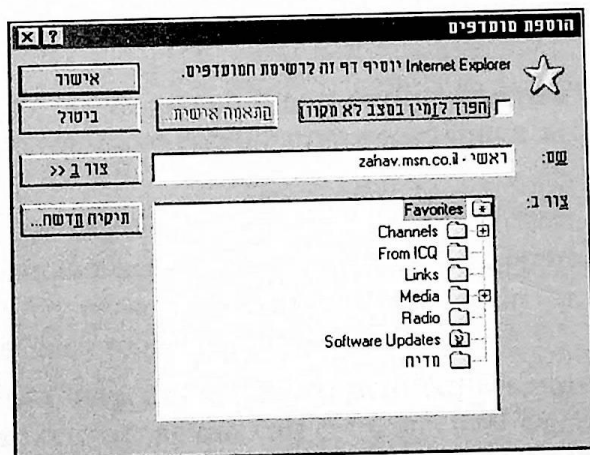 הוספת מועדפים
Internet Explorer יוסיף דף זה לרשימת המועדפים.
אישור
הפוך לזמין במצב לא מקוון
התאמה אישית...
ביטול
שם:
ראשי - zahav.msn.co.il
צור ב >>
צור ב:
Favorites
תיקיה חדשה...
Channels
From ICQ
Links
Media
Radio
Software Updates
מדיה